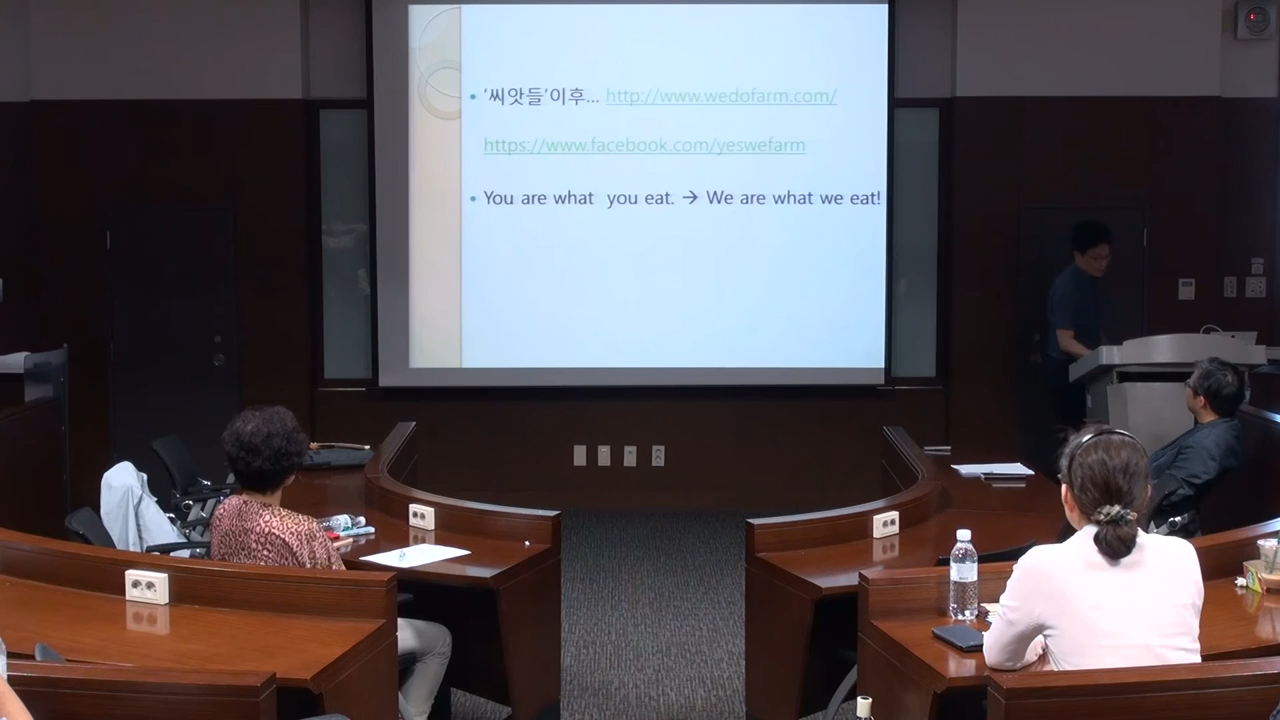 • ‘씨앗들’이후... http://www.wedofarm.com/
https://www.facebook.com/yeswefarm
• You are what  you eat. → We are what we eat!